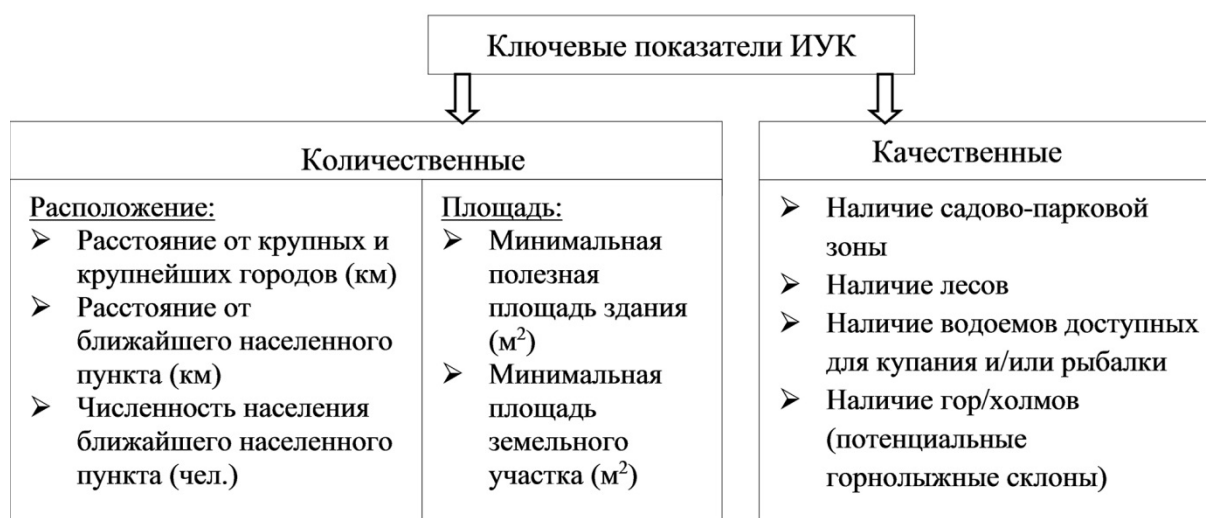 Ключевые показатели ИУК
Количественные
Расположение:
➢ Расстояние от крупных и
крупнейших городов (км)
➢ Расстояние от
ближайшего населенного
пункта (км)
➢ Численность населения
ближайшего населенного
пункта (чел.)
Площадь:
➢ Минимальная
полезная
площадь здания
(м²)
➢ Минимальная
площадь
земельного
участка (м²)
Качественные
➢ Наличие садово-парковой
зоны
➢ Наличие лесов
➢ Наличие водоемов доступных
для купания и/или рыбалки
➢ Наличие гор/холмов
(потенциальные
горнолыжные склоны)